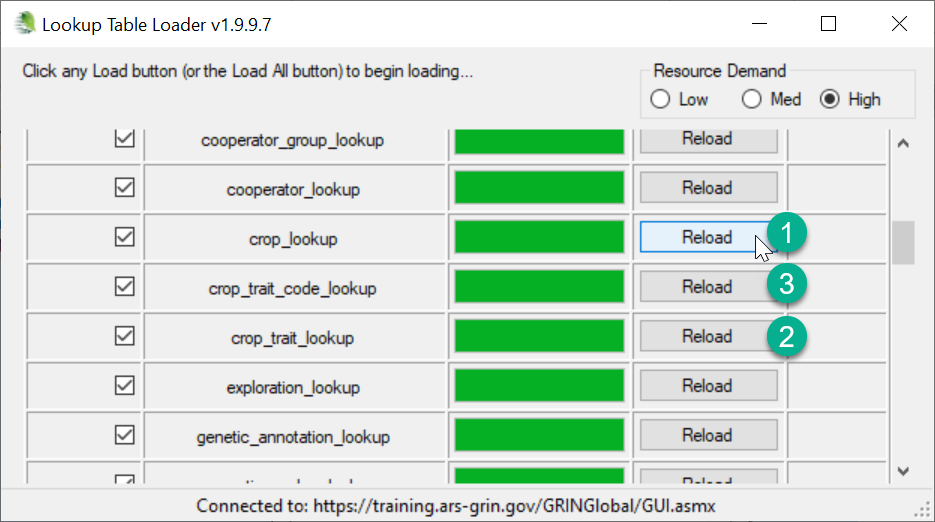 Lookup Table Loader v1.9.9.7
Click any Load button (or the Load All button) to begin loading...
Resource Demand
Low Med High
cooperator_group_lookup Reload
cooperator_lookup Reload
crop_lookup Reload 1
crop_trait_code_lookup Reload 3
crop_trait_lookup Reload 2
exploration_lookup Reload
genetic_annotation_lookup Reload
Reload
Connected to: https://training.ars-grin.gov/GRINGlobal/GUI.asmx